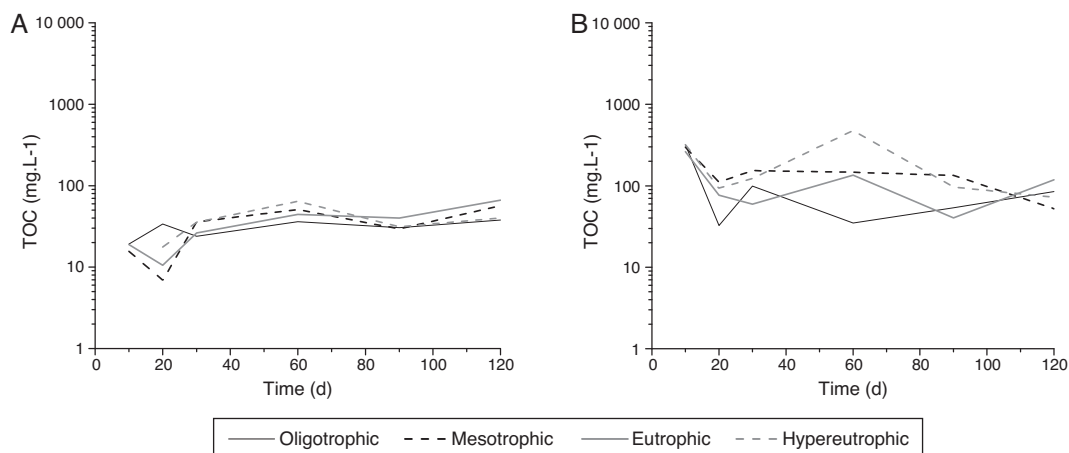 A
10 000
1000
100
10
1
TOC (mg.L-1)
0 20 40 60 80 100 120
Time (d)
B
10 000
1000
100
10
1
TOC (mg.L-1)
0 20 40 60 80 100 120
Time (d)
Oligotrophic Mesotrophic Eutrophic Hypereutrophic